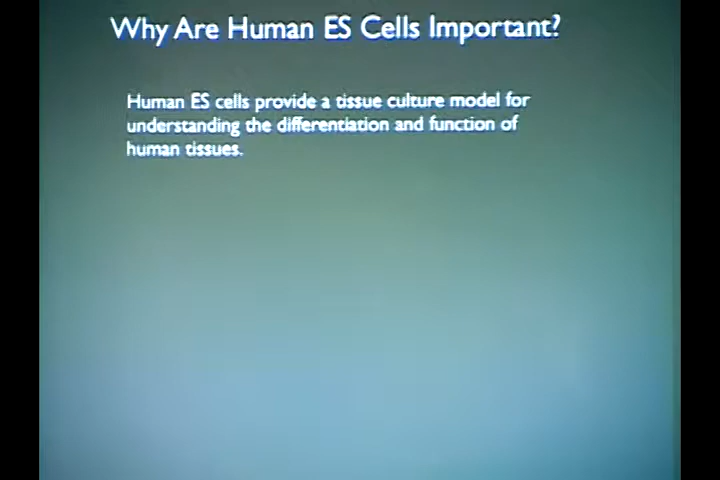 Why Are Human ES Cells Important?
Human ES cells provide a tissue culture model for
understanding the differentiation and function of
human tissues.